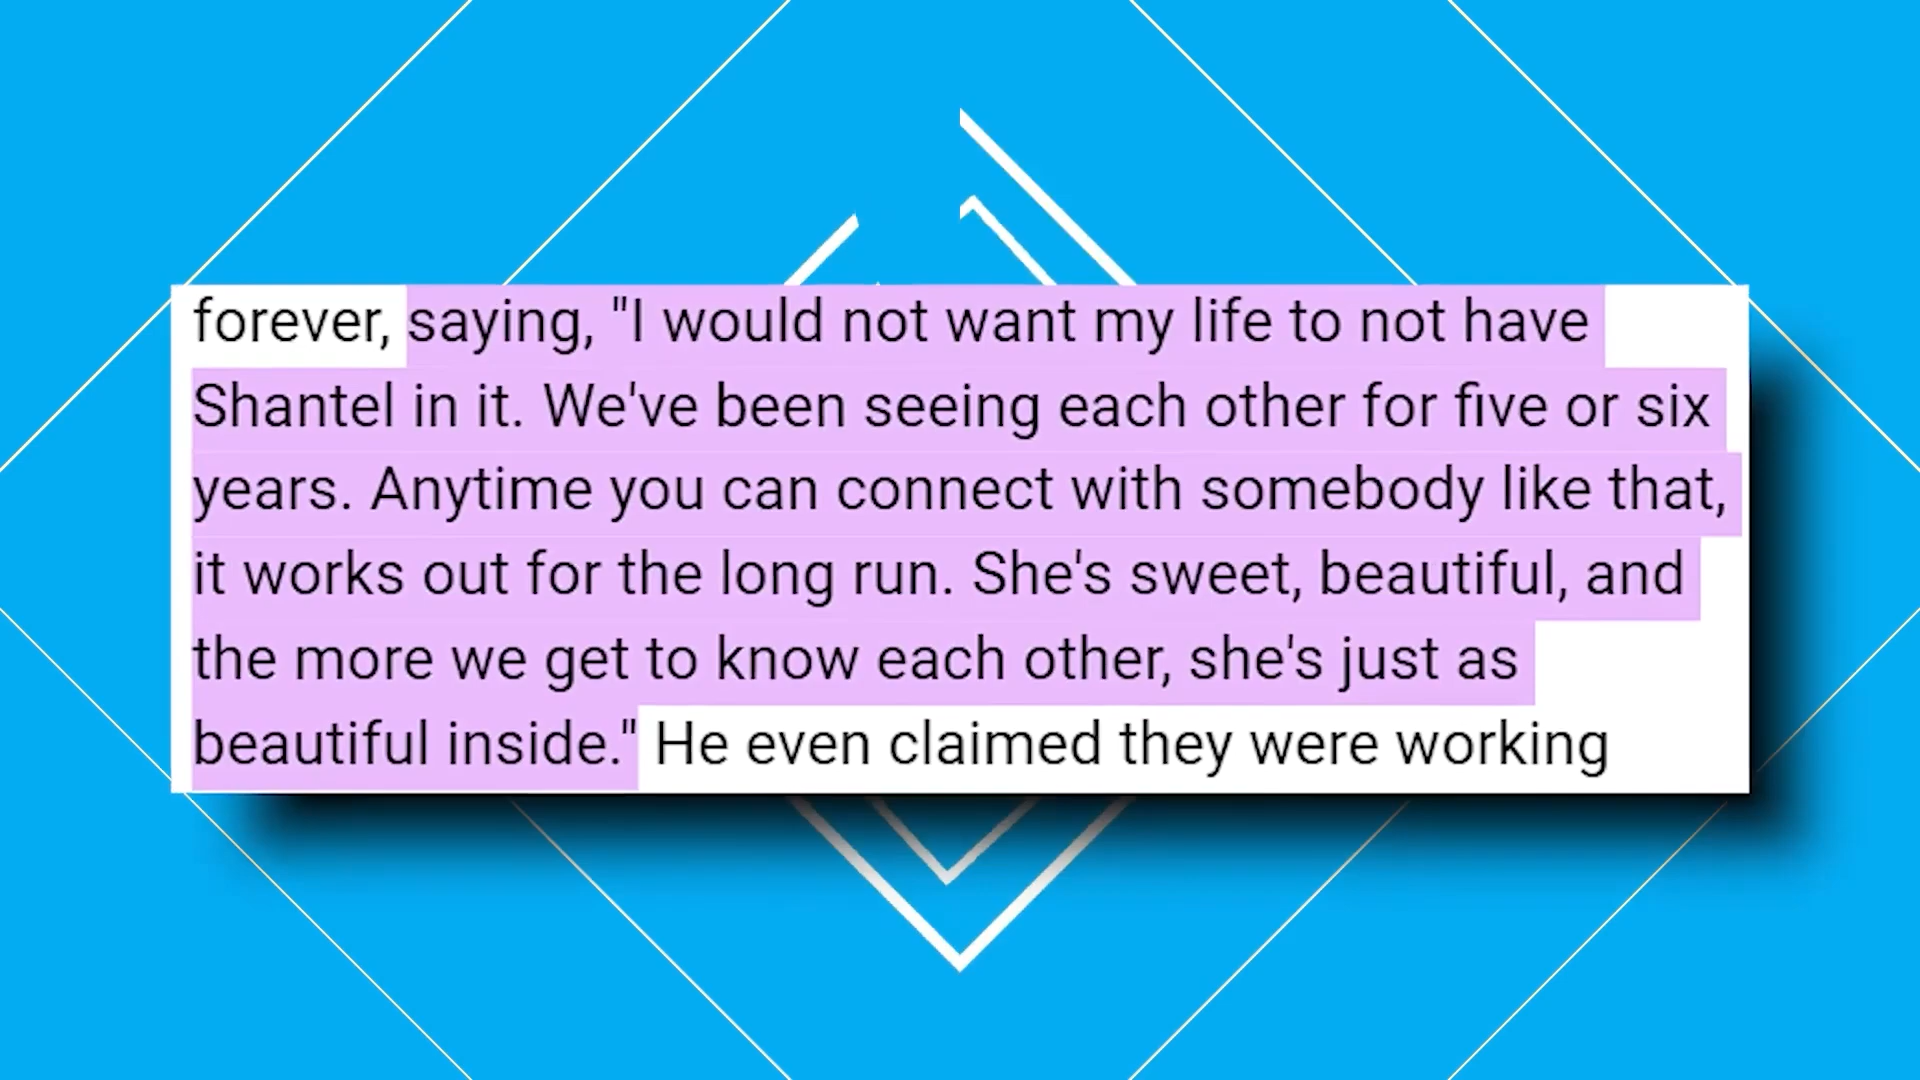 forever, saying, "I would not want my life to not have
Shantel in it. We've been seeing each other for five or six
years. Anytime you can connect with somebody like that,
it works out for the long run. She's sweet, beautiful, and
the more we get to know each other, she's just as
beautiful inside." He even claimed they were working